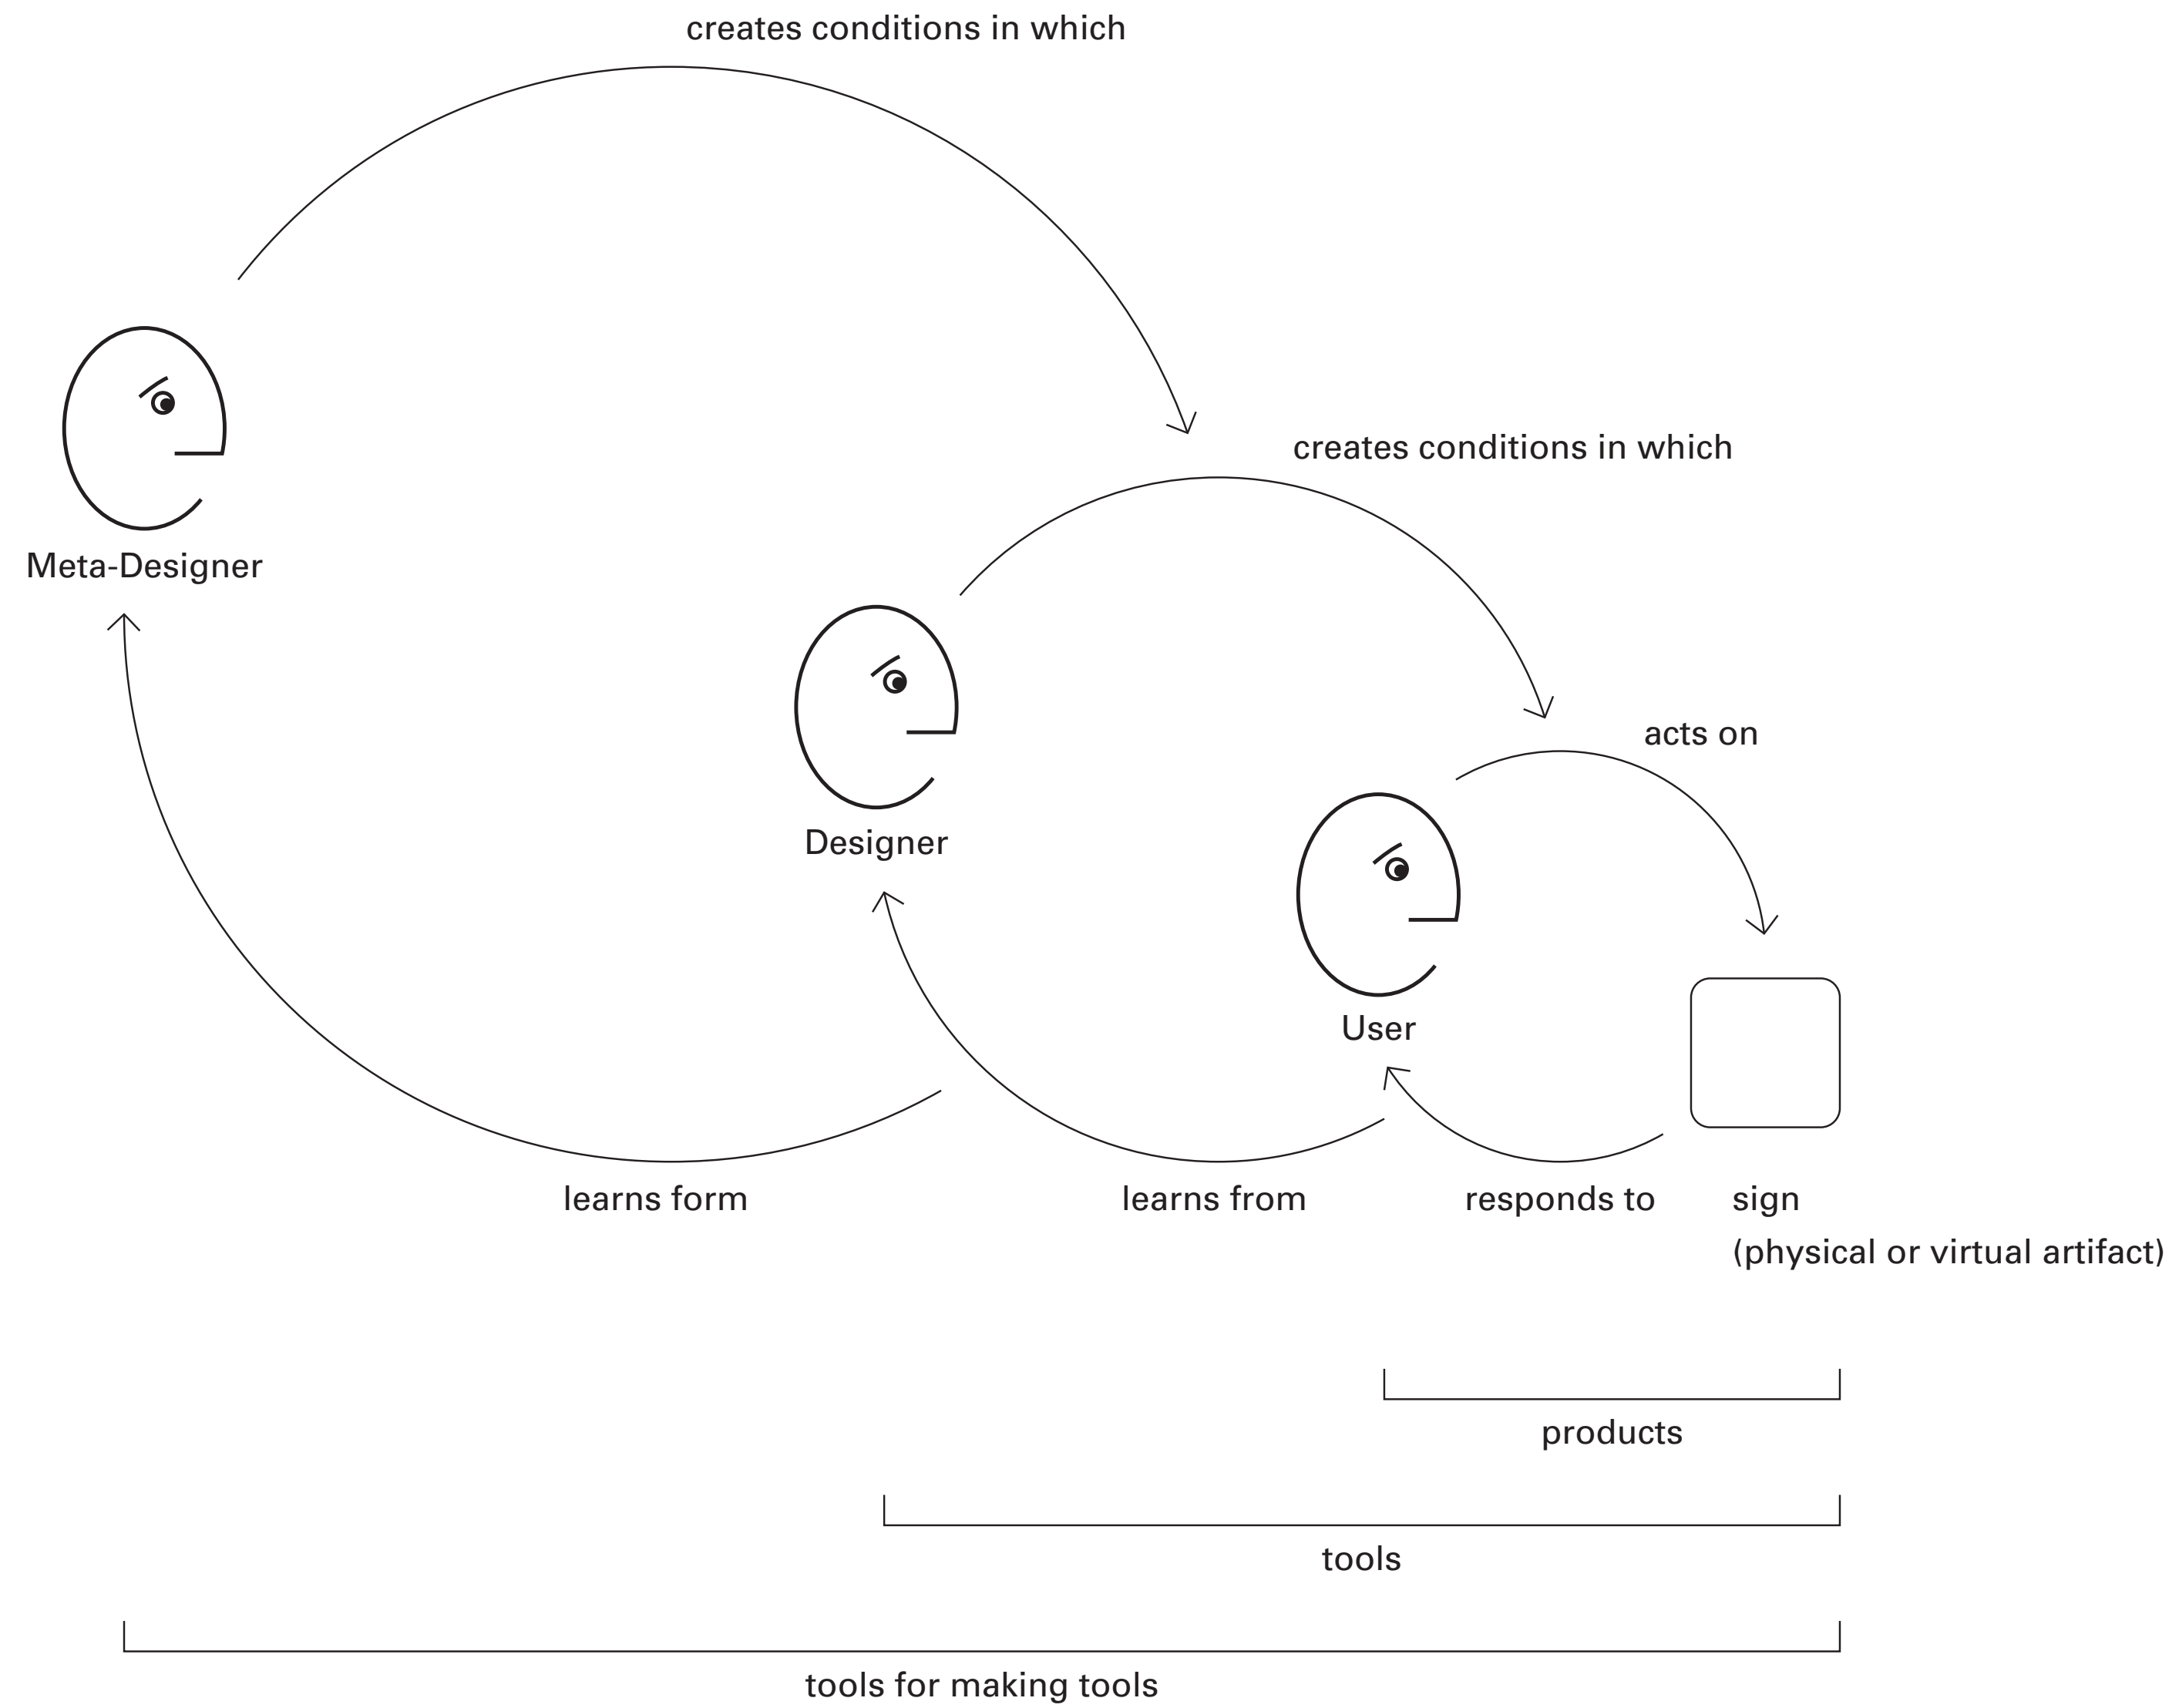 creates conditions in which
creates conditions in which
Meta-Designer
acts on
Designer
User
learns form
learns from
responds to
sign
(physical or virtual artifact)
products
tools
tools for making tools